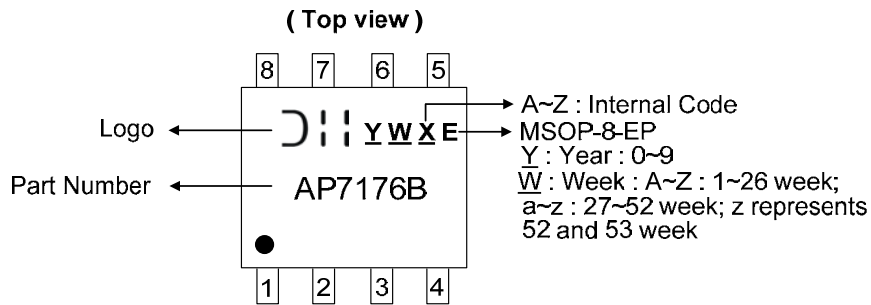 ( Top view )
8 7 6 5
Logo
Y W X E
A~Z : Internal Code
MSOP-8-EP
Y : Year : 0~9
W : Week : A~Z : 1~26 week;
a~z : 27~52 week; z represents
52 and 53 week
Part Number
AP7176B
1 2 3 4